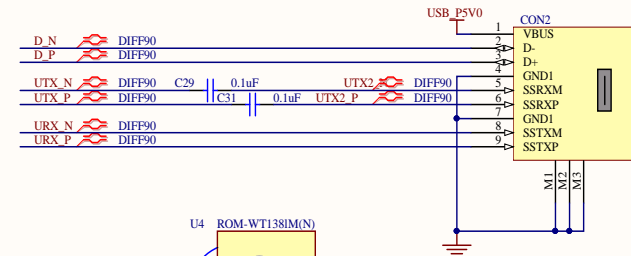 USB_P5V0
CON2
D_N DIFF90 1 VBUS
D_P DIFF90 2 D-
3 D+
4 GND1
UTX_N DIFF90 C29 0.1uF UTX2_ DIFF90 5 SSRXM
UTX_P DIFF90 C31 0.1uF UTX2_P DIFF90 6 SSRXP
7 GND1
URX_N DIFF90 8 SSTXM
URX_P DIFF90 9 SSTXP
M1 M2 M3
U4 ROM-WT138IM(N)